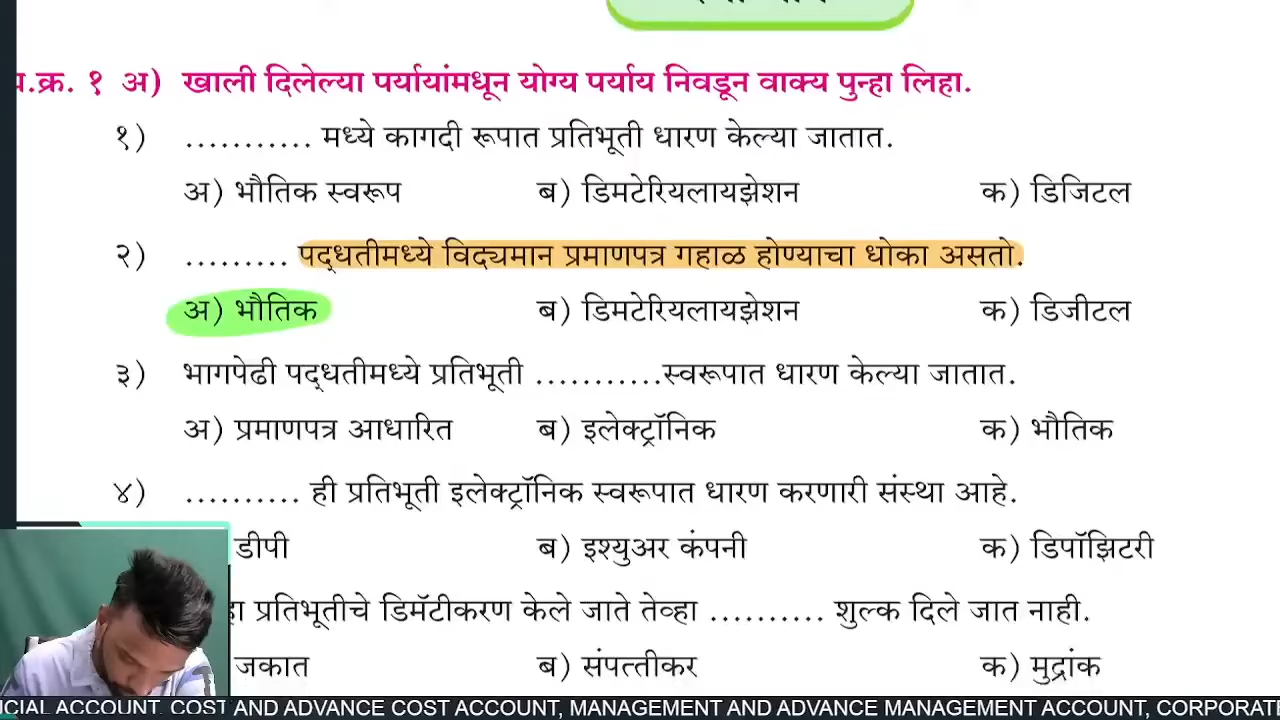 .क्र. १ अ) खाली दिलेल्या पर्यायांमधून योग्य पर्याय निवडून वाक्य पुन्हा लिहा.
१) ........... मध्ये कागदी रूपात प्रतिभूती धारण केल्या जातात.
अ) भौतिक स्वरूप ब) डिमटेरियलायझेशन क) डिजिटल
२) ......... पद्धतीमध्ये विद्यमान प्रमाणपत्र गहाळ होण्याचा धोका असतो.
अ) भौतिक ब) डिमटेरियलायझेशन क) डिजीटल
३) भागपेढी पद्धतीमध्ये प्रतिभूती ...........स्वरूपात धारण केल्या जातात.
अ) प्रमाणपत्र आधारित ब) इलेक्ट्रॉनिक क) भौतिक
४) .......... ही प्रतिभूती इलेक्ट्रॉनिक स्वरूपात धारण करणारी संस्था आहे.
डीपी ब) इश्युअर कंपनी क) डिपॉझिटरी
प्रतिभूतीचे डिमॅटीकरण केले जाते तेव्हा .......... शुल्क दिले जात नाही.
जकात ब) संपत्तीकर क) मुद्रांक
ACCOUNT, COST AND ADVANCE COST ACCOUNT, MANAGEMENT AND ADVANCE MANAGEMENT ACCOUNT,